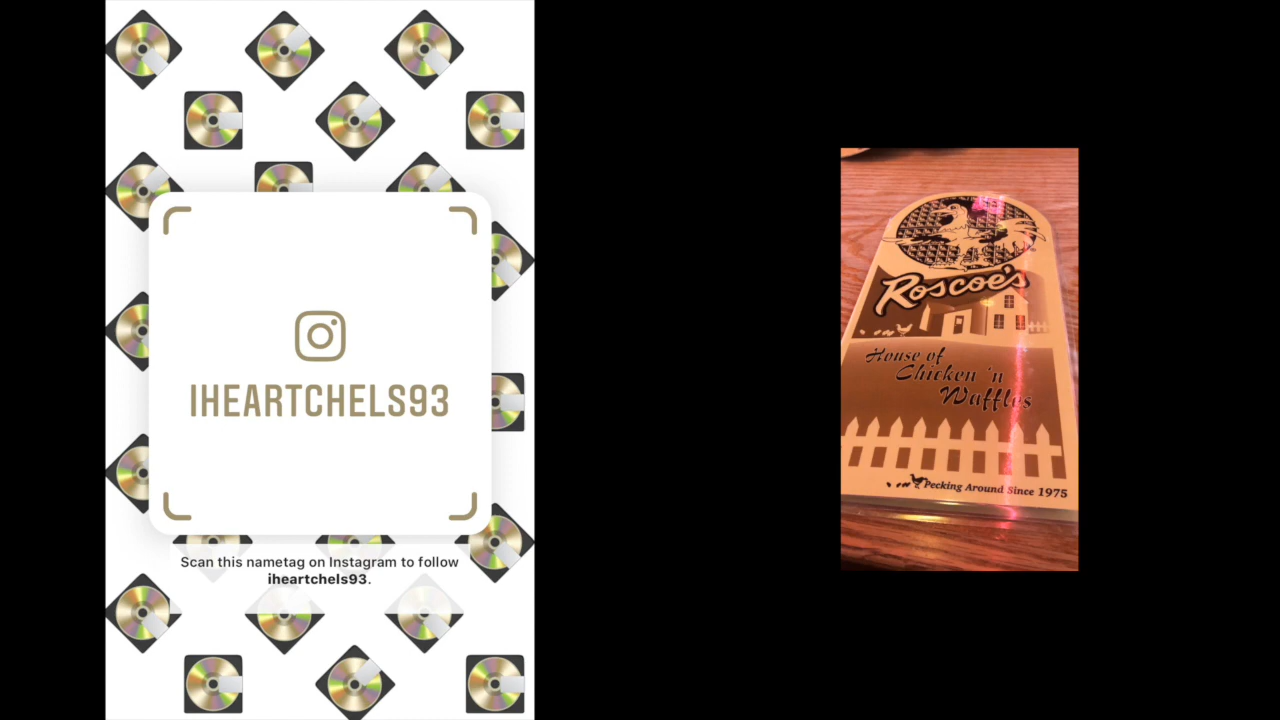 IHEARTCHELS93
Scan this nametag on Instagram to follow
iheartchels93.
Roscoe's
House of
Chicken 'n
Waffles
Pecking Around Since 1975